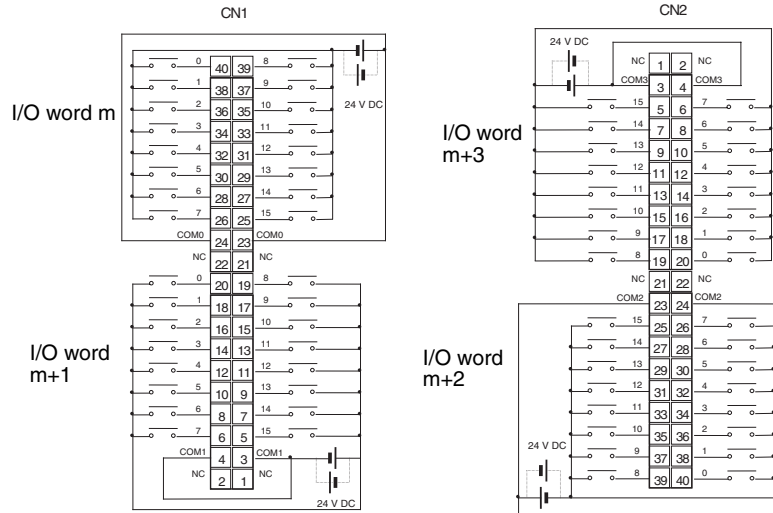 CN1
0 40 39 8
1 38 37 9
24 V DC
I/O word m
2 36 35 10
3 34 33 11
4 32 31 12
5 30 29 13
6 28 27 14
7 26 25 15
COM0 24 23 COM0
NC 22 21 NC
0 20 19 8
1 18 17 9
2 16 15 10
I/O word
m+1
3 14 13 11
4 12 11 12
5 10 9 13
6 8 7 14
7 6 5 15
COM1 4 3 COM1
NC 2 1 NC
24 V DC
CN2
24 V DC
NC 1 2 NC
COM3 3 4 COM3
15 5 6 7
14 7 8 6
I/O word
m+3
13 9 10 5
12 11 12 4
11 13 14 3
10 15 16 2
9 17 18 1
8 19 20 0
NC 21 22 NC
COM2 23 24 COM2
15 25 26 7
14 27 28 6
I/O word
m+2
13 29 30 5
12 31 32 4
11 33 34 3
10 35 36 2
24 V DC
9 37 38 1
8 39 40 0